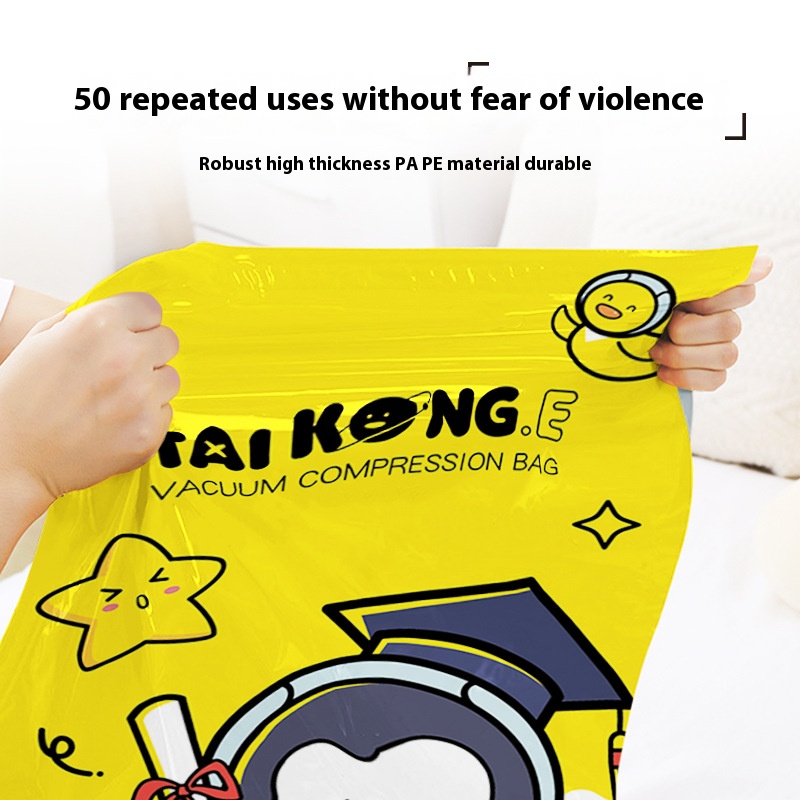 50 repeated uses without fear of violence
Robust high thickness PA PE material durable
TAI KONG.E
VACUUM COMPRESSION BAG